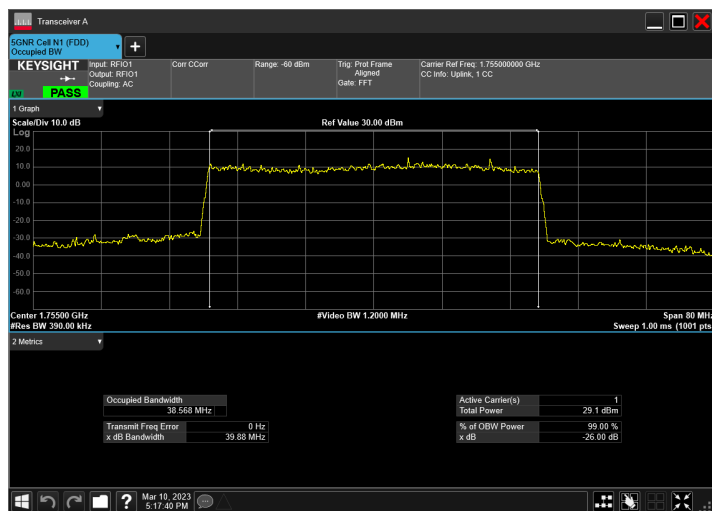 Transceiver A
5GNR Cell N1 (FDD)
Occupied BW
KEYSIGHT
LXI
PASS
Input: RFIO1
Output: RFIO1
Coupling: AC
Corr CCorr
Range: -60 dBm
Trig: Prot Frame
Aligned
Gate: FFT
Carrier Ref Freq: 1.755000000 GHz
CC Info: Uplink, 1 CC
1 Graph
Scale/Div 10.0 dB
Ref Value 30.00 dBm
Log
20.0
10.0
0.00
-10.0
-20.0
-30.0
-40.0
-50.0
-60.0
Center 1.75500 GHz
#Video BW 1.2000 MHz
Span 80 MHz
#Res BW 390.00 kHz
Sweep 1.00 ms (1001 pts
2 Metrics
Occupied Bandwidth
38.568 MHz
Transmit Freq Error 0 Hz
x dB Bandwidth 39.88 MHz
Active Carrier(s) 1
Total Power 29.1 dBm
% of OBW Power 99.00 %
x dB -26.00 dB
Mar 10, 2023
5:17:40 PM